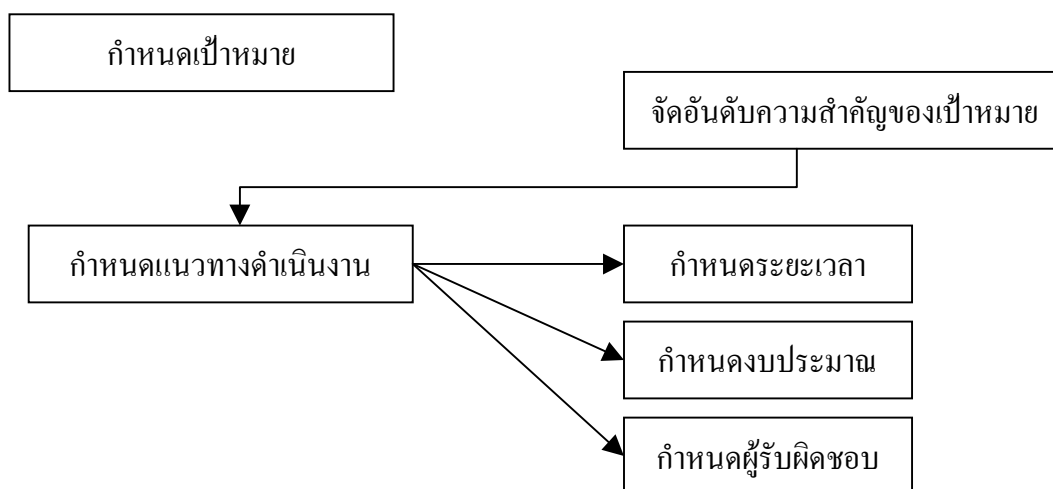 กำหนดเป้าหมาย
จัดอันดับความสำคัญของเป้าหมาย
กำหนดแนวทางดำเนินงาน
กำหนดระยะเวลา
กำหนดงบประมาณ
กำหนดผู้รับผิดชอบ